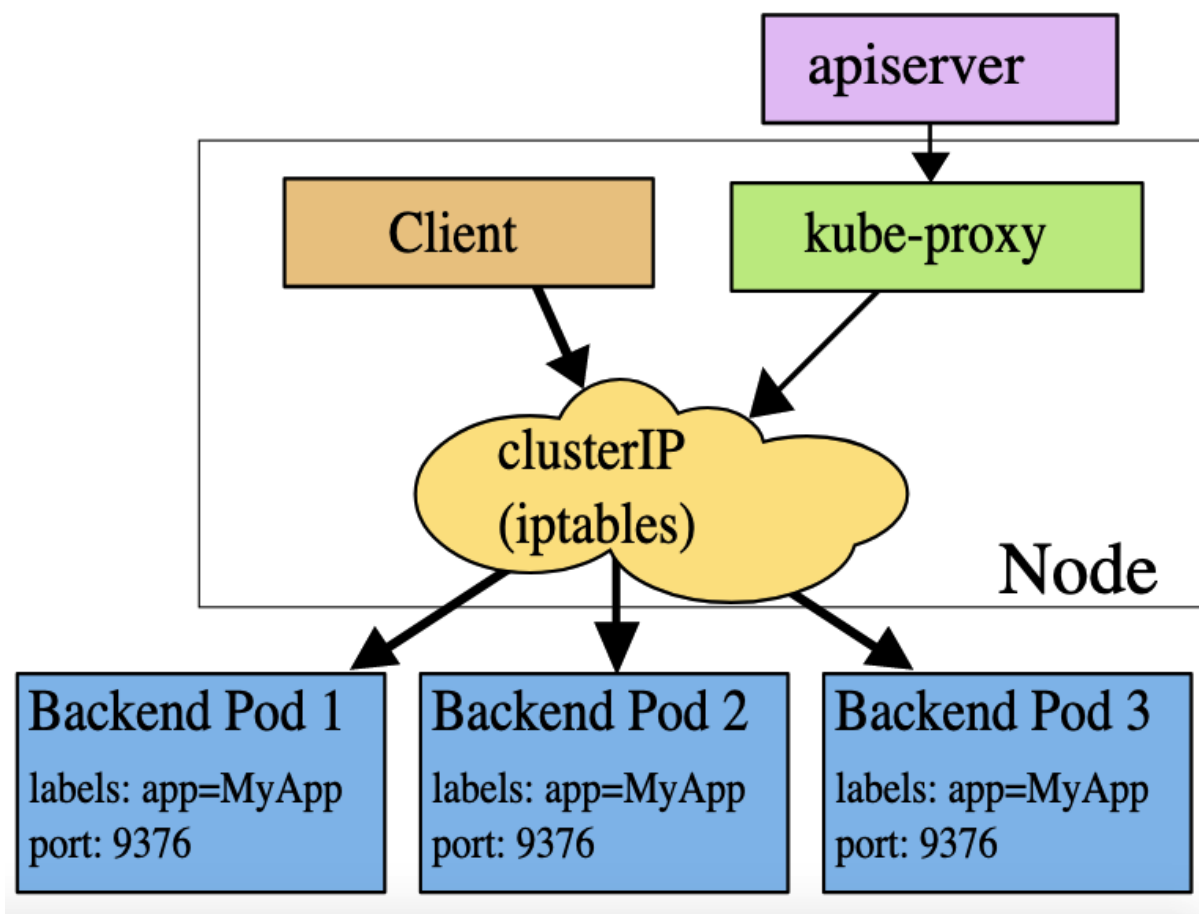 apiserver
Client
kube-proxy
clusterIP
(iptables)
Node
Backend Pod 1
labels: app=MyApp
port: 9376
Backend Pod 2
labels: app=MyApp
port: 9376
Backend Pod 3
labels: app=MyApp
port: 9376